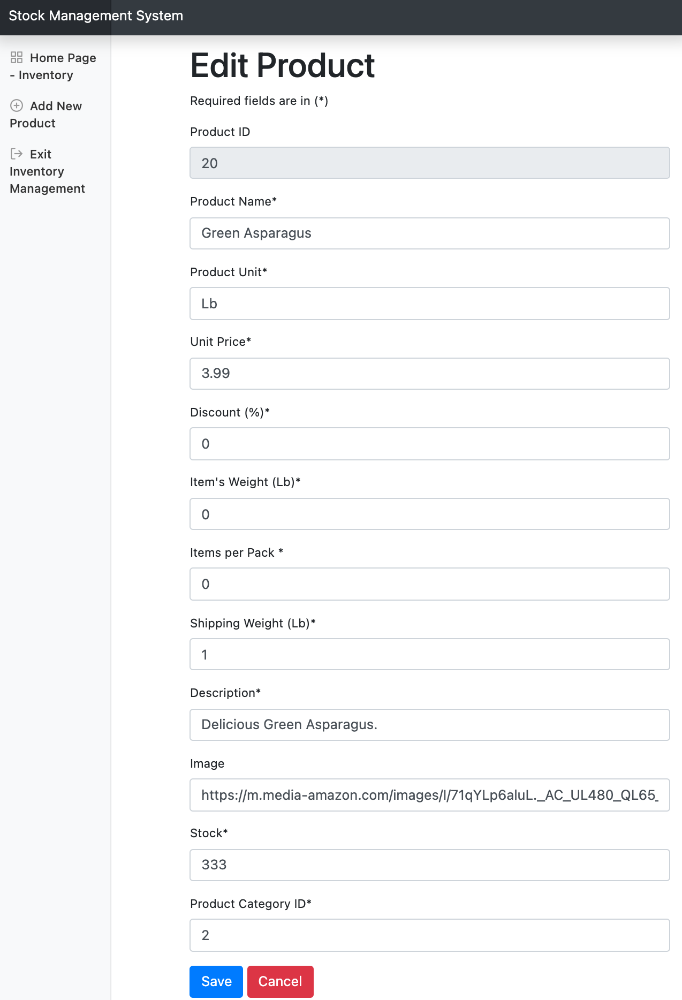 Stock Management System
Home Page
- Inventory
Add New
Product
Exit
Inventory
Management
Edit Product
Required fields are in (*)
Product ID
20
Product Name*
Green Asparagus
Product Unit*
Lb
Unit Price*
3.99
Discount (%)*
0
Item's Weight (Lb)*
0
Items per Pack *
0
Shipping Weight (Lb)*
1
Description*
Delicious Green Asparagus.
Image
https://m.media-amazon.com/images/I/71qYLp6aluL._AC_UL480_QL65_
Stock*
333
Product Category ID*
2
Save
Cancel